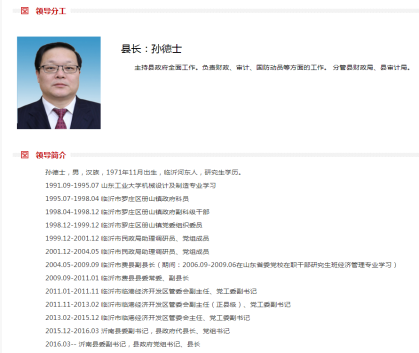 领导分工
县长：孙德士
主持县政府全面工作。负责财政、审计、国防动员等方面的工作。 分管县财政局、县审计局。
领导简介
孙德士，男，汉族，1971年11月出生，临沂河东人，研究生学历。
1991.09-1995.07 山东工业大学机械设计及制造专业学习
1995.07-1998.04 临沂市罗庄区册山镇政府科员
1998.04-1998.12 临沂市罗庄区册山镇政府副科级干部
1998.12-1999.12 临沂市罗庄区册山镇党委组织委员
1999.12-2001.12 临沂市民政局助理调研员、党组成员
2001.12-2004.05 临沂市民政局助理调研员、党组成员
2004.05-2009.09 临沂市费县副县长（期间：2006.09-2009.06在山东省委党校在职干部研究生班经济管理专业学习）
2009.09-2011.01 临沂市费县县委常委、副县长
2011.01-2011.11 临沂市临港经济开发区管委会副主任、党工委副书记
2011.11-2013.02 临沂市临港经济开发区管委会副主任（正县级）、党工委副书记
2013.02-2015.12 临沂市临港经济开发区管委会主任、党工委副书记
2015.12-2016.03 沂南县委副书记，县政府代县长、党组书记
2016.03-- 沂南县委副书记，县政府党组书记、县长